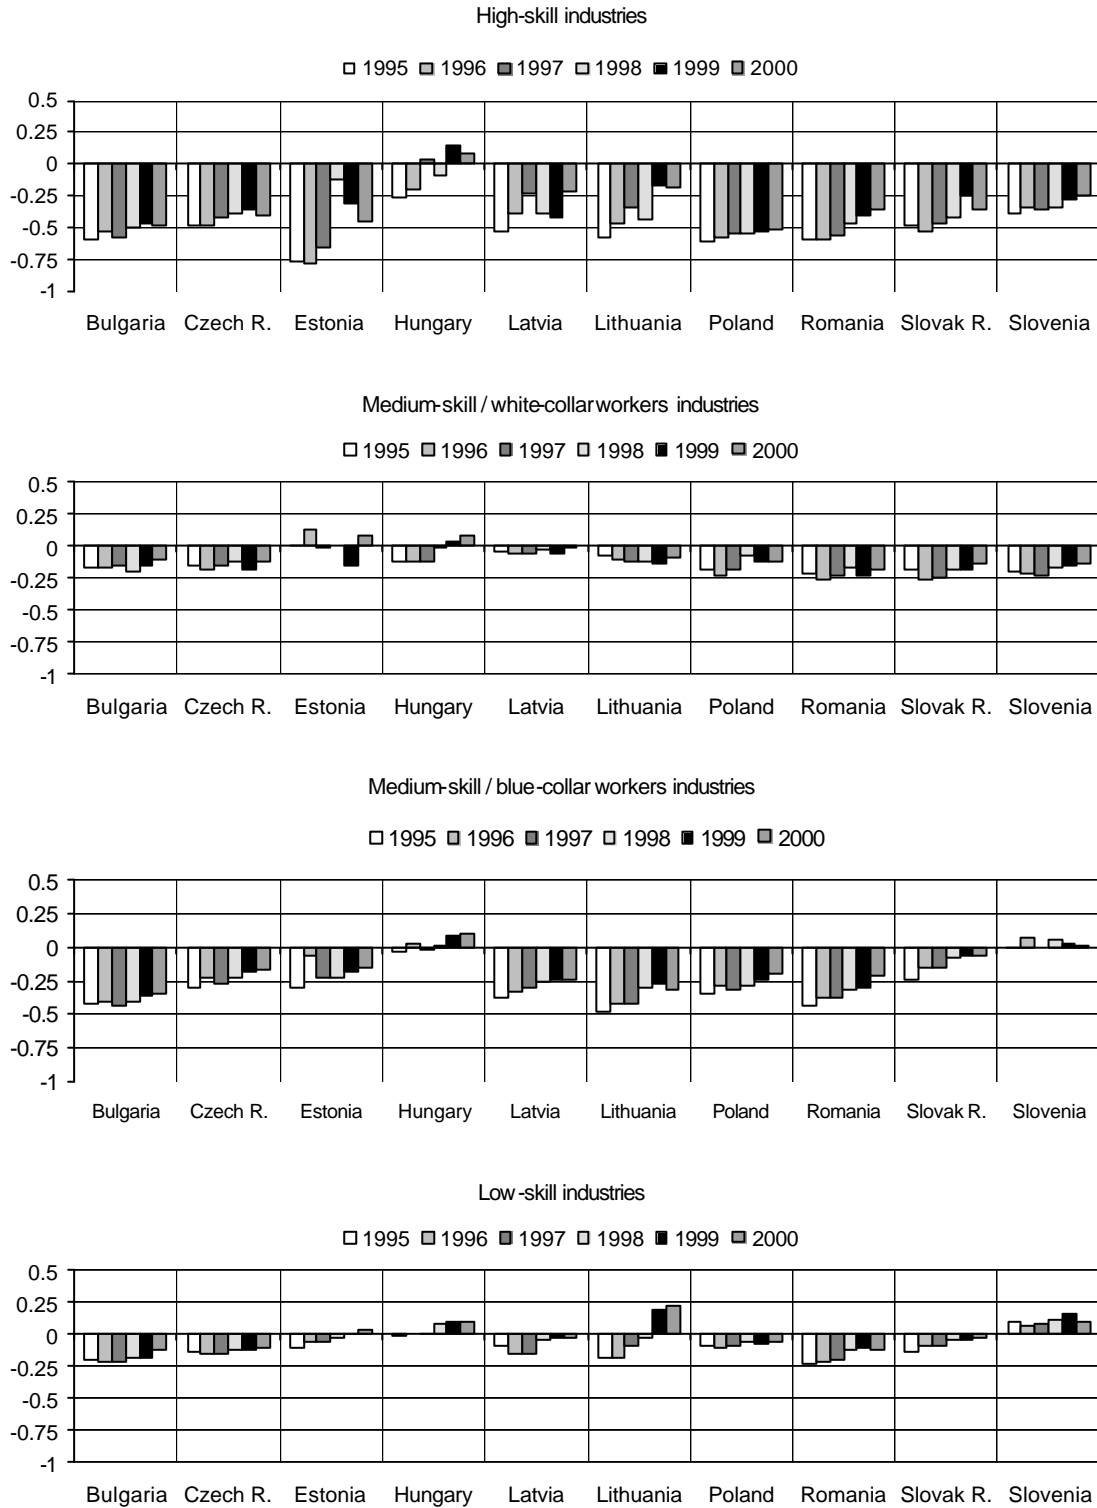 High-skill industries
1995 1996 1997 1998 1999 2000
0.5
0.25
0
-0.25
-0.5
-0.75
-1
Bulgaria Czech R. Estonia Hungary Latvia Lithuania Poland Romania Slovak R. Slovenia
Medium-skill / white-collar workers industries
1995 1996 1997 1998 1999 2000
0.5
0.25
0
-0.25
-0.5
-0.75
-1
Bulgaria Czech R. Estonia Hungary Latvia Lithuania Poland Romania Slovak R. Slovenia
Medium-skill / blue-collar workers industries
1995 1996 1997 1998 1999 2000
0.5
0.25
0
-0.25
-0.5
-0.75
-1
Bulgaria Czech R. Estonia Hungary Latvia Lithuania Poland Romania Slovak R. Slovenia
Low-skill industries
1995 1996 1997 1998 1999 2000
0.5
0.25
0
-0.25
-0.5
-0.75
-1
Bulgaria Czech R. Estonia Hungary Latvia Lithuania Poland Romania Slovak R. Slovenia